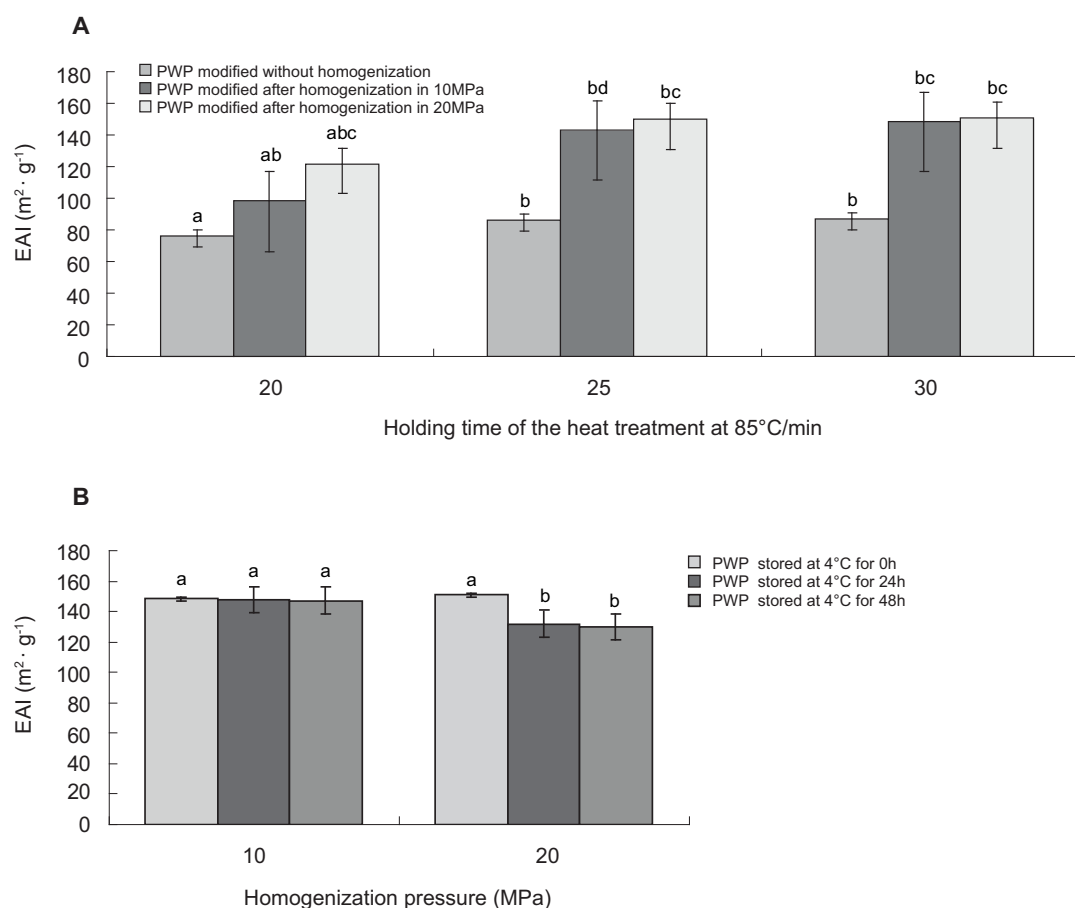 A
PWP modified without homogenization
PWP modified after homogenization in 10MPa
PWP modified after homogenization in 20MPa
180
160
140
120
100
80
60
40
20
0
EAI (m²· g⁻¹)
a
ab
abc
b
bd
bc
b
bc
bc
20
25
30
Holding time of the heat treatment at 85°C/min
B
180
160
140
120
100
80
60
40
20
0
EAI (m²· g⁻¹)
a
a
a
a
b
b
PWP stored at 4°C for 0h
PWP stored at 4°C for 24h
PWP stored at 4°C for 48h
10
20
Homogenization pressure (MPa)